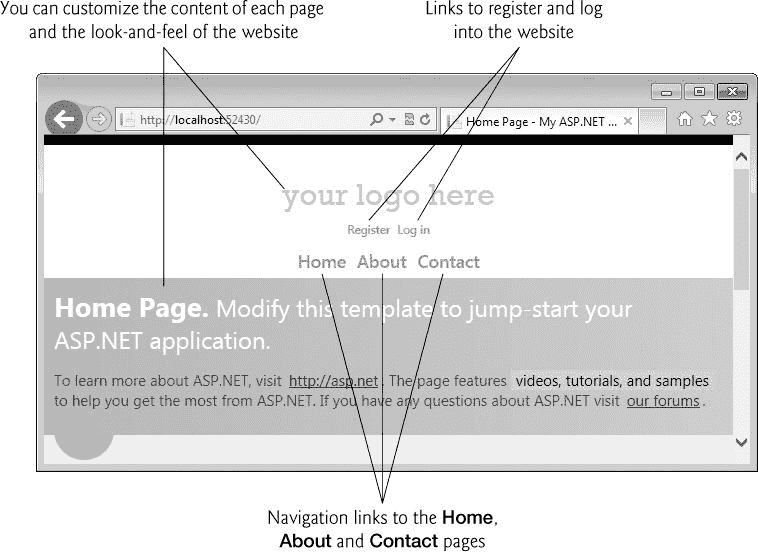 You can customize the content of each page
and the look-and-feel of the website
Links to register and log
into the website
http://localhost:52430/
Home Page - My ASP.NET ...
your logo here
Register Log in
Home About Contact
Home Page. Modify this template to jump-start your
ASP.NET application.
To learn more about ASP.NET, visit http://asp.net. The page features videos, tutorials, and samples
to help you get the most from ASP.NET. If you have any questions about ASP.NET visit our forums.
Navigation links to the Home,
About and Contact pages